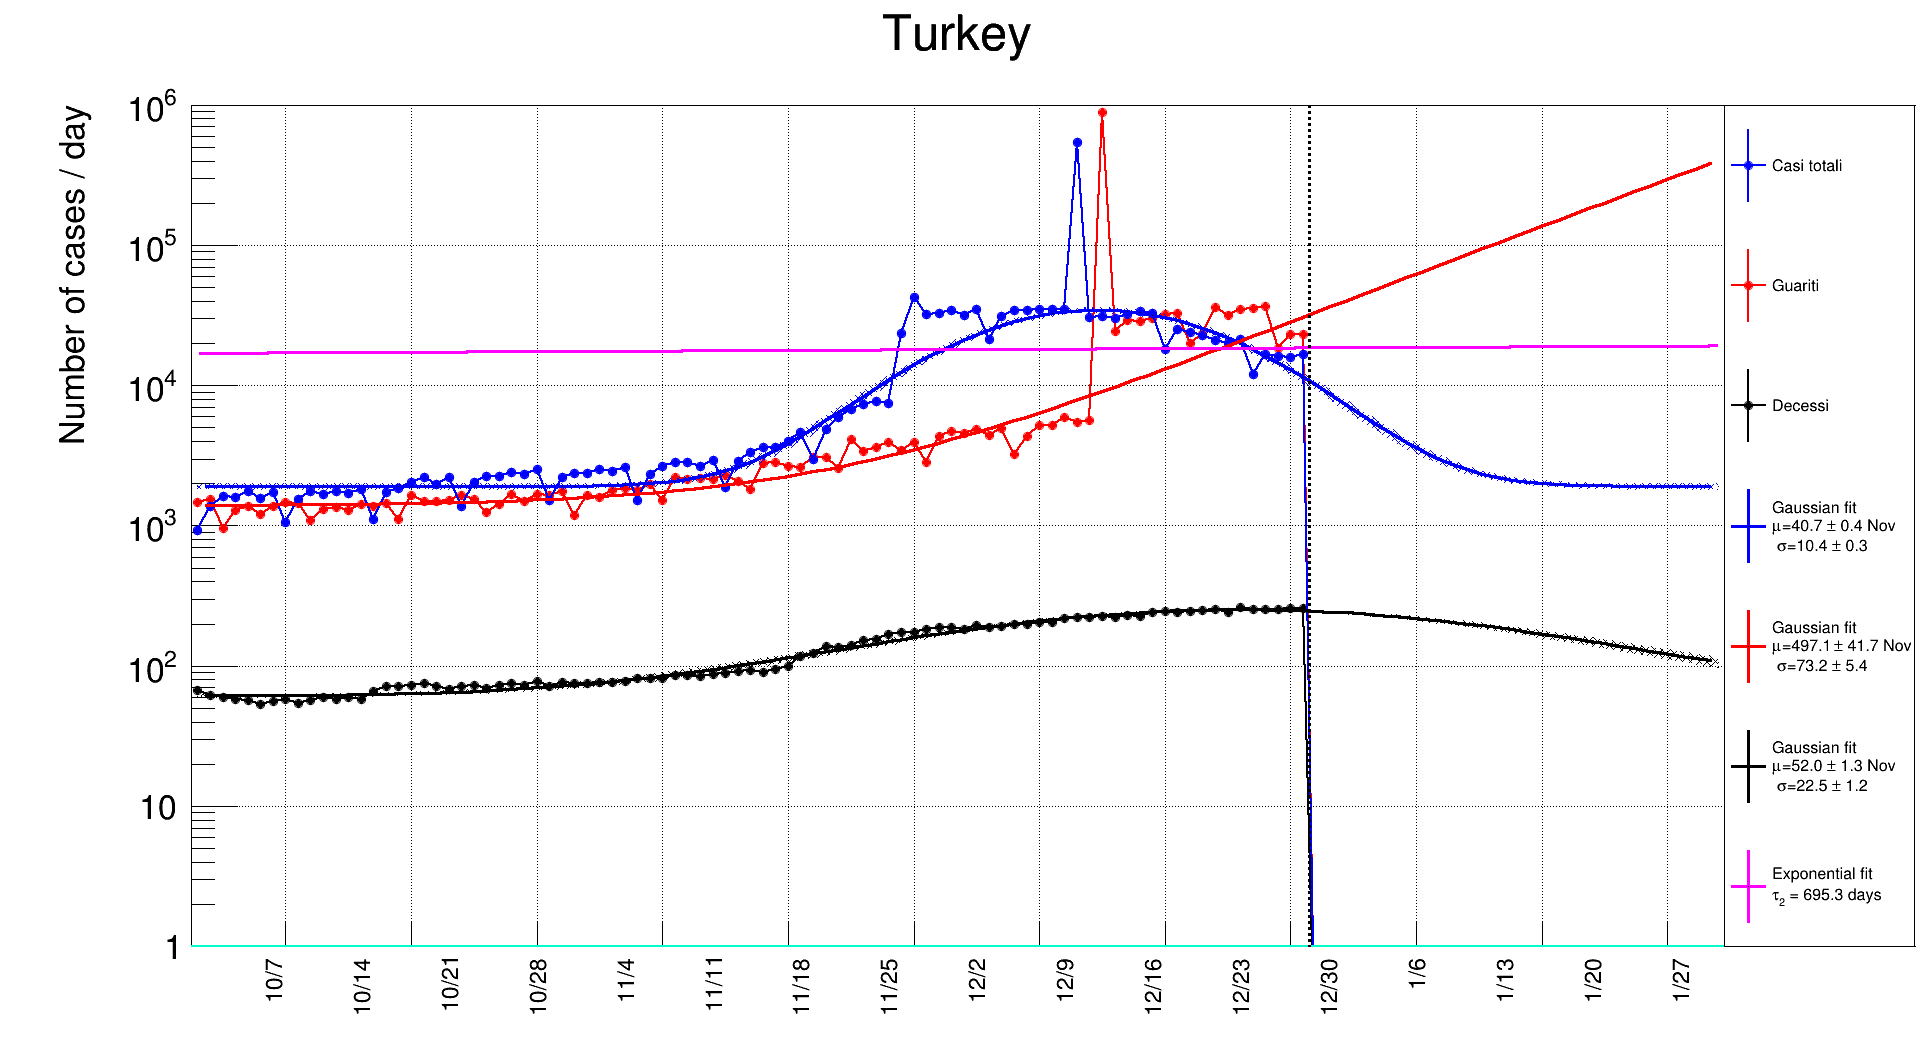 Turkey
Number of cases / day
10^6
10^5
10^4
10^3
10^2
10
1
10/7
10/14
10/21
10/28
11/4
11/11
11/18
11/25
12/2
12/9
12/16
12/23
12/30
1/6
1/13
1/20
1/27
Casi totali
Guariti
Decessi
Gaussian fit
μ=40.7 ± 0.4 Nov
σ=10.4 ± 0.3
Gaussian fit
μ=497.1 ± 41.7 Nov
σ=73.2 ± 5.4
Gaussian fit
μ=52.0 ± 1.3 Nov
σ=22.5 ± 1.2
Exponential fit
τ₂ = 695.3 days